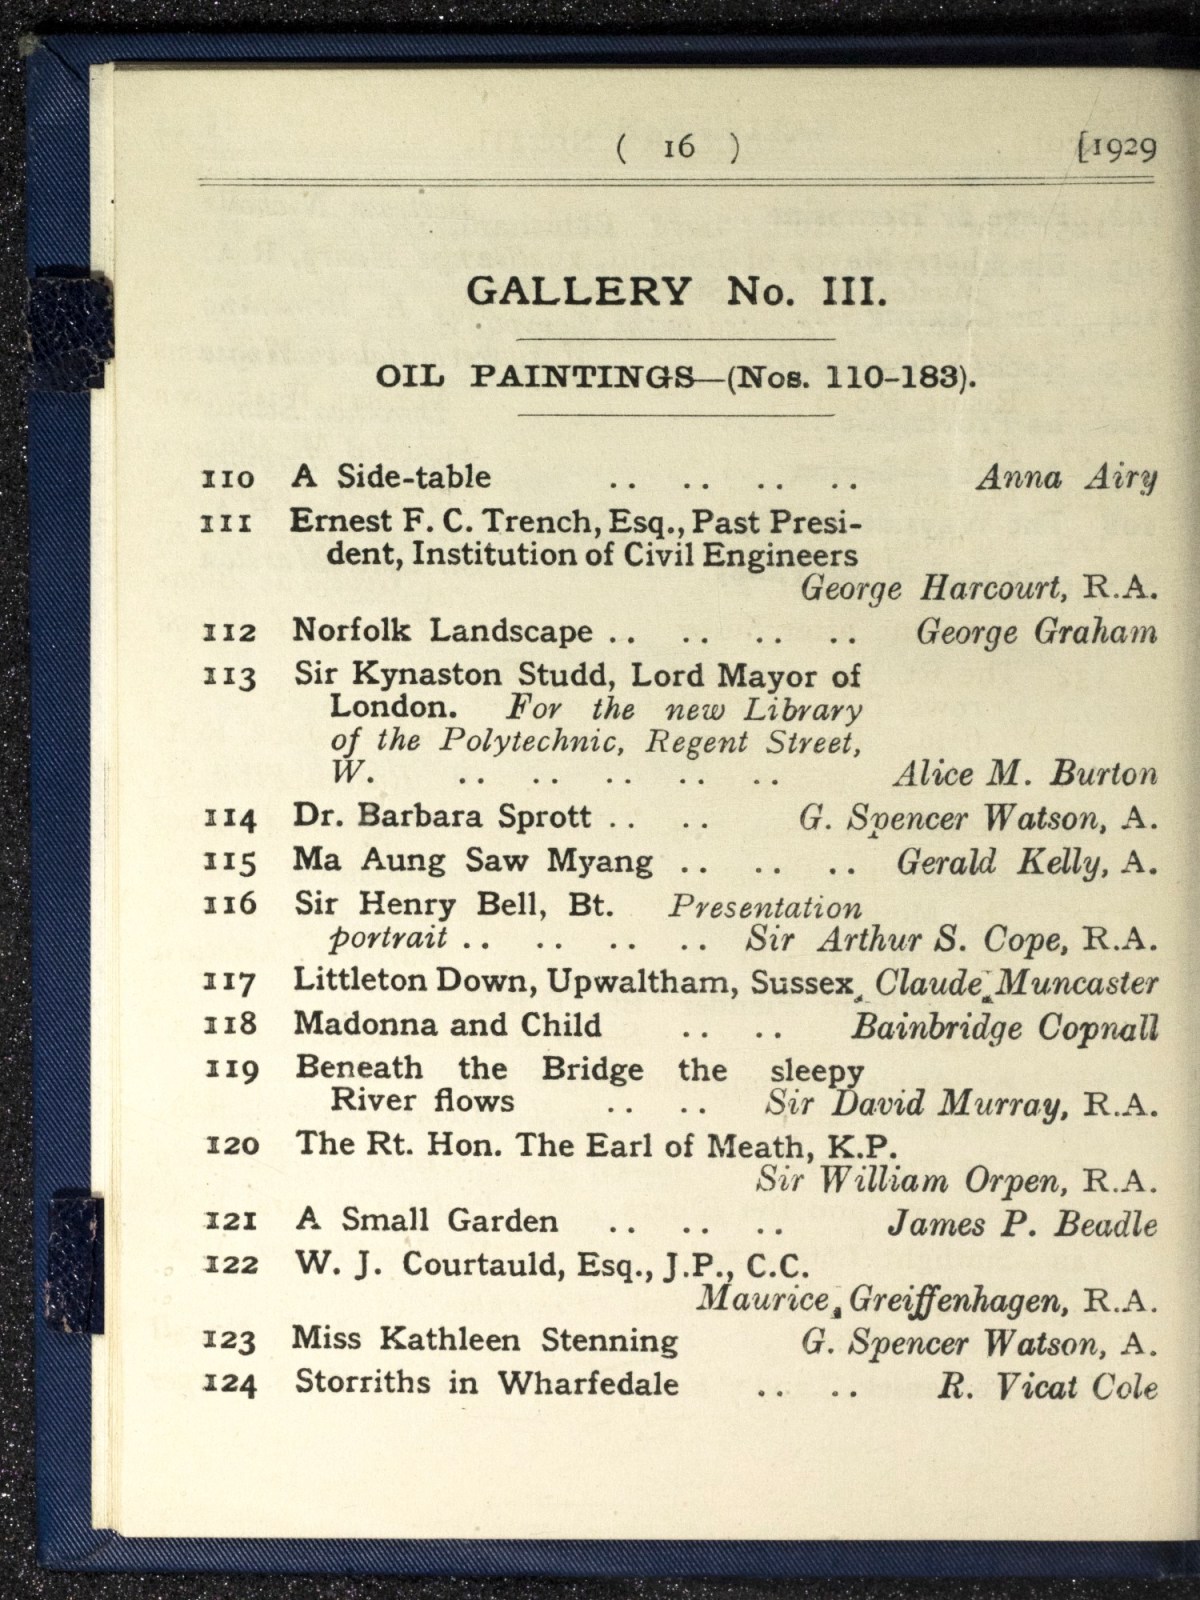 ( 16 ) [1929
GALLERY No. III.
OIL PAINTINGS—(Nos. 110-183).
110 A Side-table .. .. .. .. Anna Airy
111 Ernest F. C. Trench, Esq., Past Presi-
dent, Institution of Civil Engineers
George Harcourt, R.A.
112 Norfolk Landscape .. .. .. .. George Graham
113 Sir Kynaston Studd, Lord Mayor of
London. For the new Library
of the Polytechnic, Regent Street,
W. .. .. .. .. .. Alice M. Burton
114 Dr. Barbara Sprott .. .. G. Spencer Watson, A.
115 Ma Aung Saw Myang .. .. .. Gerald Kelly, A.
116 Sir Henry Bell, Bt. Presentation
portrait .. .. .. .. Sir Arthur S. Cope, R.A.
117 Littleton Down, Upwaltham, Sussex Claude Muncaster
118 Madonna and Child .. .. Bainbridge Copnall
119 Beneath the Bridge the sleepy
River flows .. .. Sir David Murray, R.A.
120 The Rt. Hon. The Earl of Meath, K.P.
Sir William Orpen, R.A.
121 A Small Garden .. .. .. James P. Beadle
122 W. J. Courtauld, Esq., J.P., C.C.
Maurice Greiffenhagen, R.A.
123 Miss Kathleen Stenning G. Spencer Watson, A.
124 Storriths in Wharfedale .. .. R. Vicat Cole